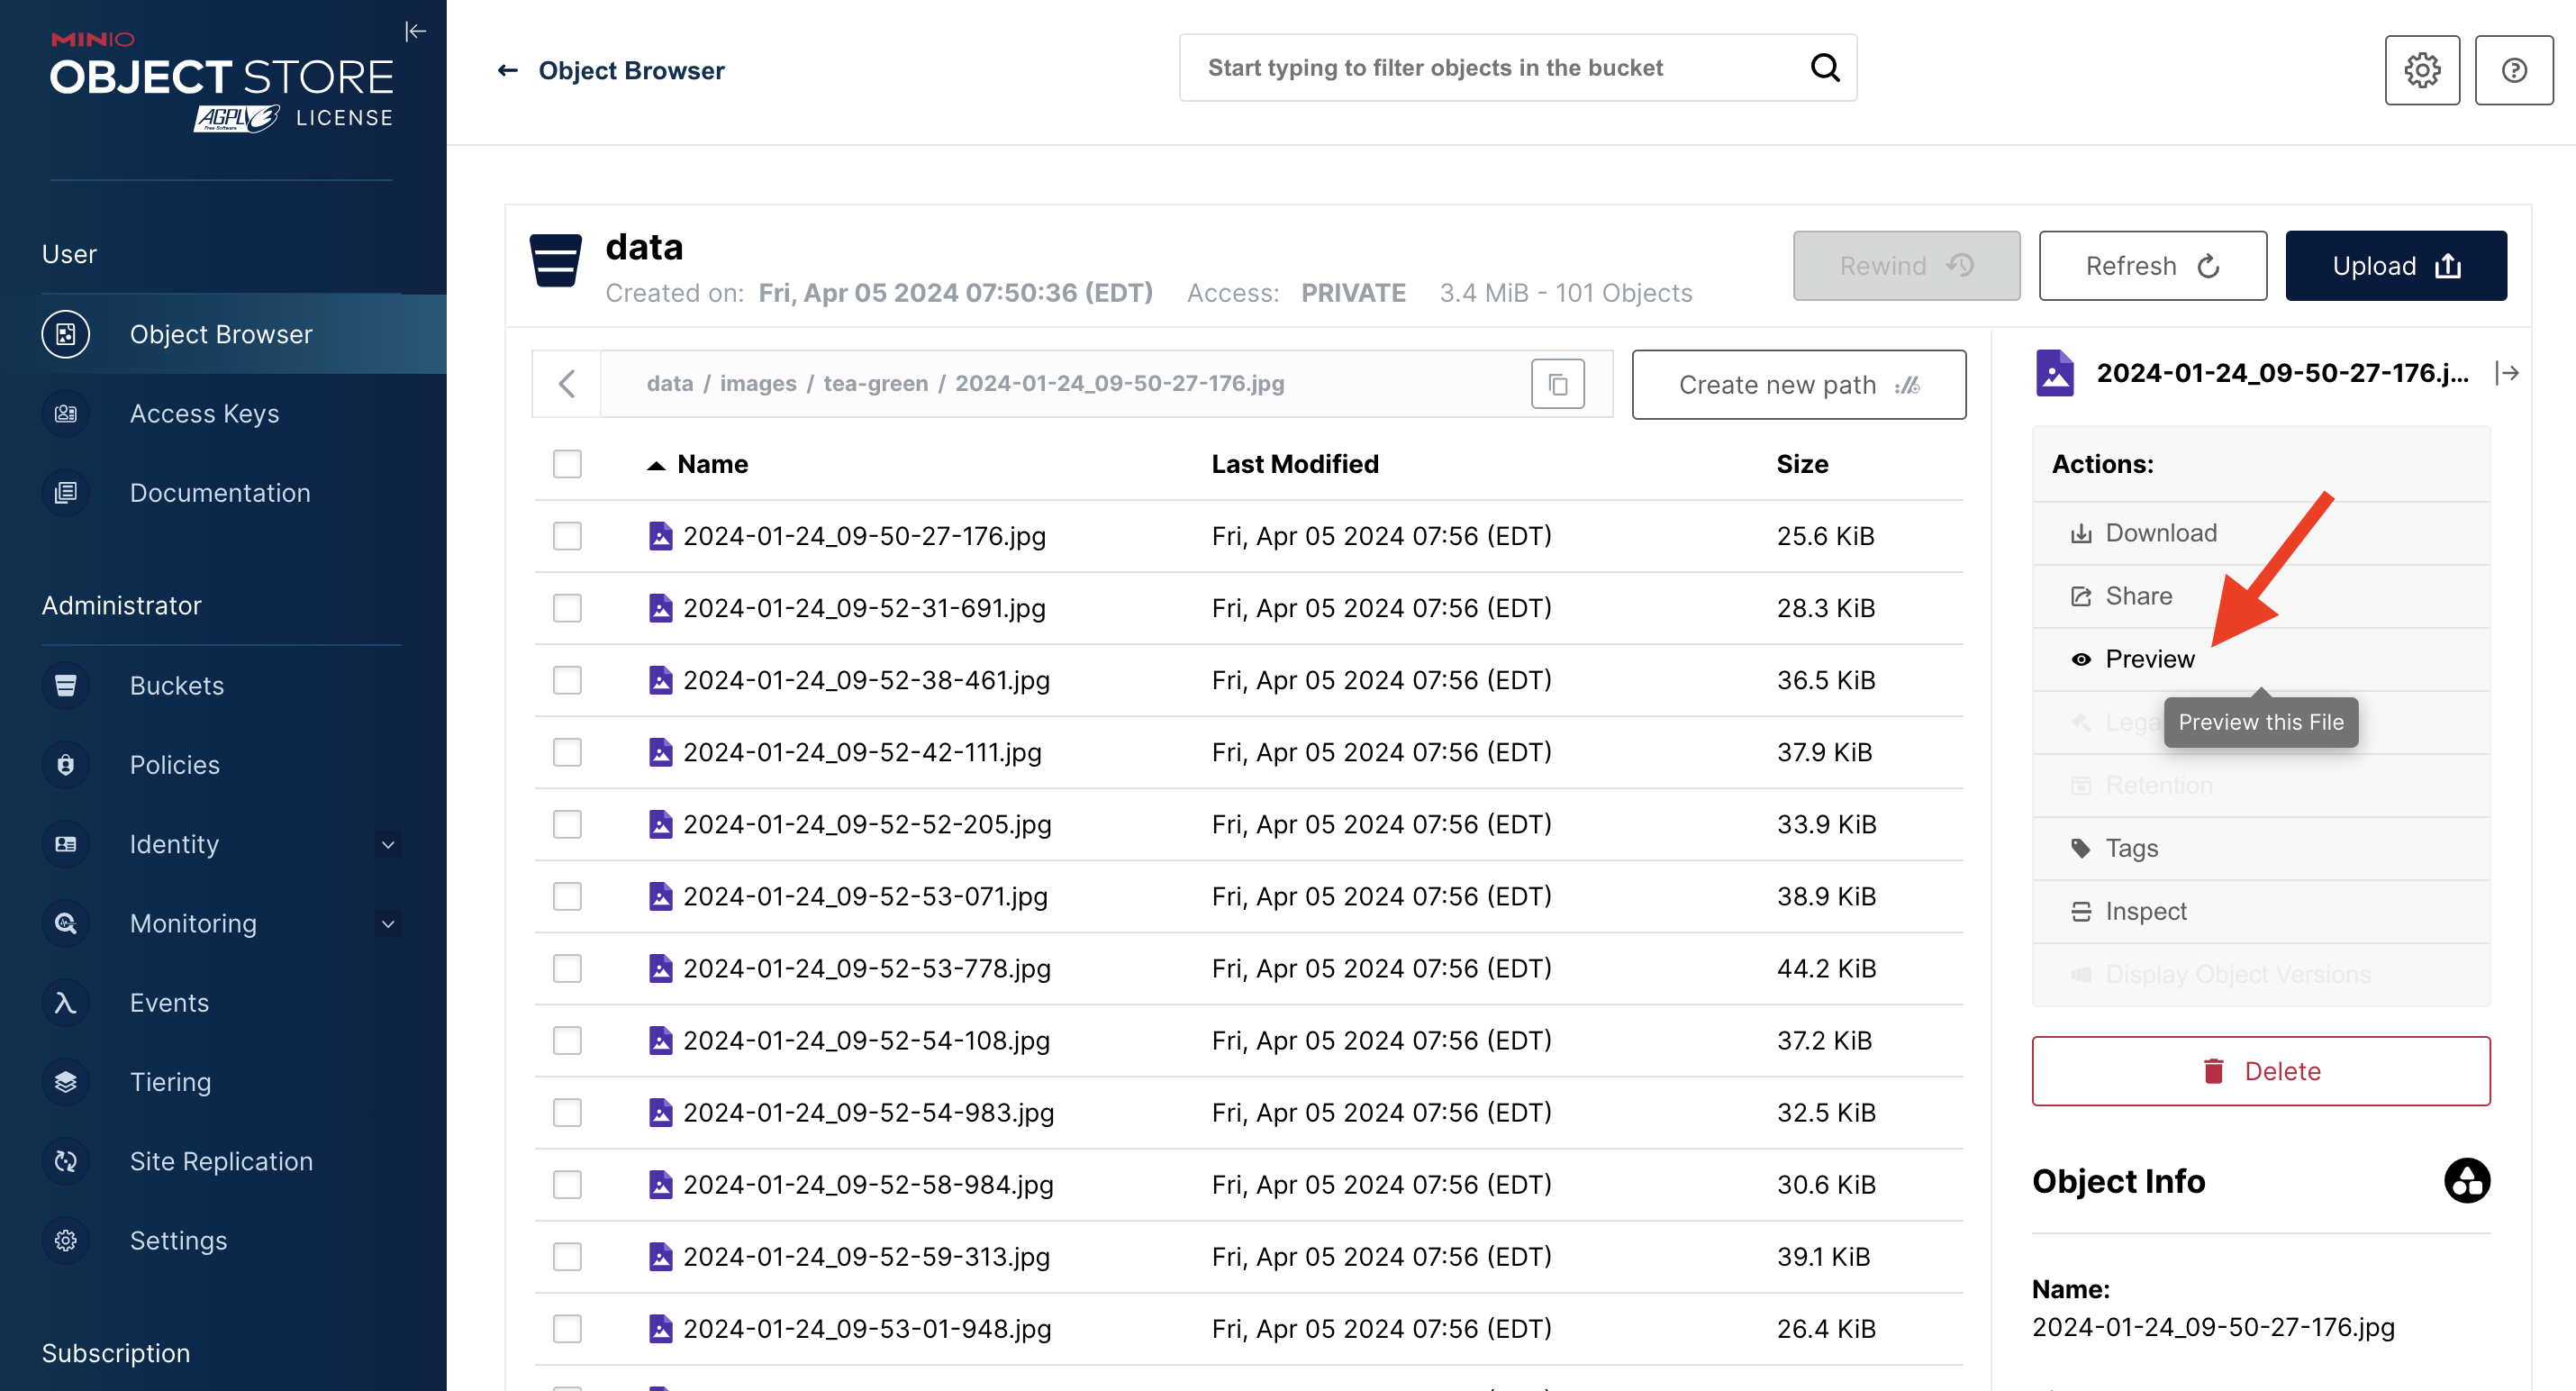 MINIO
OBJECT STORE
AGPL v3 LICENSE
Free Software
User
Object Browser
Access Keys
Documentation
Administrator
Buckets
Policies
Identity
Monitoring
Events
Tiering
Site Replication
Settings
Subscription
← Object Browser
Start typing to filter objects in the bucket
data
Created on: Fri, Apr 05 2024 07:50:36 (EDT) Access: PRIVATE 3.4 MiB - 101 Objects
Rewind
Refresh
Upload
data / images / tea-green / 2024-01-24_09-50-27-176.jpg
Create new path
Name Last Modified Size
2024-01-24_09-50-27-176.jpg Fri, Apr 05 2024 07:56 (EDT) 25.6 KiB
2024-01-24_09-52-31-691.jpg Fri, Apr 05 2024 07:56 (EDT) 28.3 KiB
2024-01-24_09-52-38-461.jpg Fri, Apr 05 2024 07:56 (EDT) 36.5 KiB
2024-01-24_09-52-42-111.jpg Fri, Apr 05 2024 07:56 (EDT) 37.9 KiB
2024-01-24_09-52-52-205.jpg Fri, Apr 05 2024 07:56 (EDT) 33.9 KiB
2024-01-24_09-52-53-071.jpg Fri, Apr 05 2024 07:56 (EDT) 38.9 KiB
2024-01-24_09-52-53-778.jpg Fri, Apr 05 2024 07:56 (EDT) 44.2 KiB
2024-01-24_09-52-54-108.jpg Fri, Apr 05 2024 07:56 (EDT) 37.2 KiB
2024-01-24_09-52-54-983.jpg Fri, Apr 05 2024 07:56 (EDT) 32.5 KiB
2024-01-24_09-52-58-984.jpg Fri, Apr 05 2024 07:56 (EDT) 30.6 KiB
2024-01-24_09-52-59-313.jpg Fri, Apr 05 2024 07:56 (EDT) 39.1 KiB
2024-01-24_09-53-01-948.jpg Fri, Apr 05 2024 07:56 (EDT) 26.4 KiB
2024-01-24_09-50-27-176.j...
Actions:
Download
Share
Preview
Preview this File
Retention
Tags
Inspect
Display Object Versions
Delete
Object Info
Name:
2024-01-24_09-50-27-176.jpg